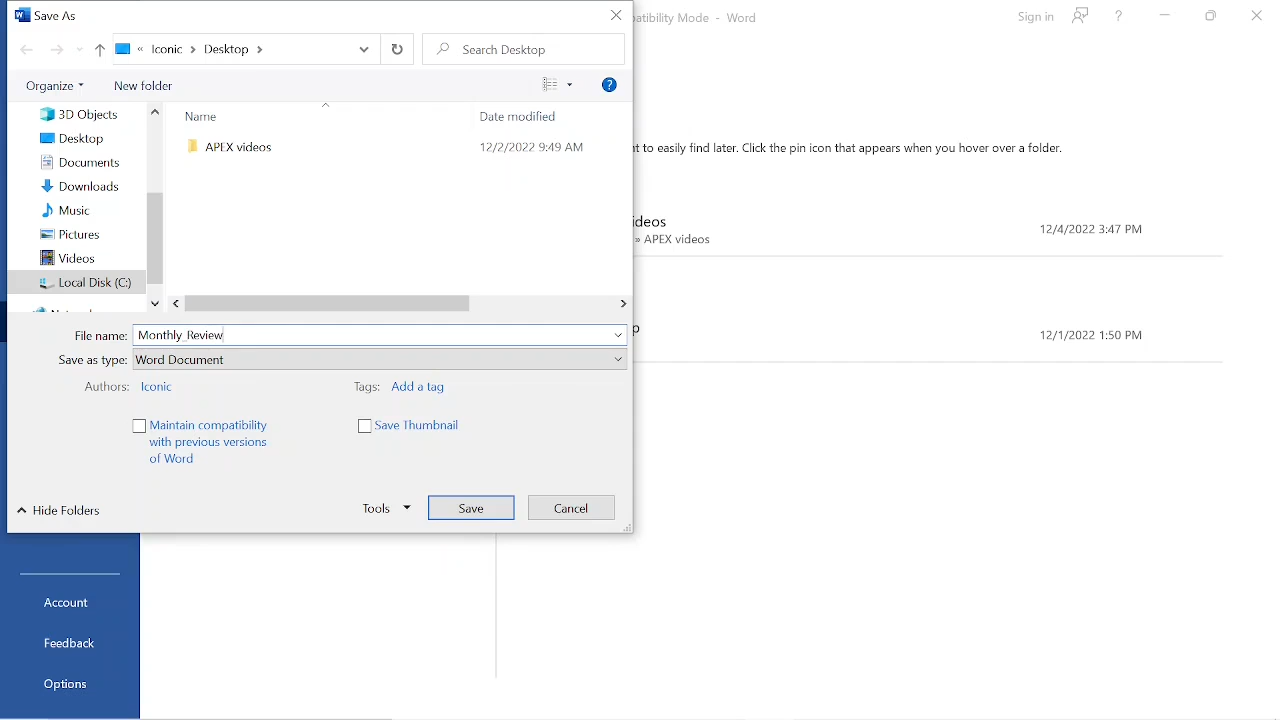 Save As
atibility Mode - Word
Sign in
?
« Iconic > Desktop >
Search Desktop
Organize
New folder
?
3D Objects
Desktop
Documents
Downloads
Music
Pictures
Videos
Local Disk (C:)
Name
Date modified
APEX videos
12/2/2022 9:49 AM
t to easily find later. Click the pin icon that appears when you hover over a folder.
ideos
» APEX videos
12/4/2022 3:47 PM
p
12/1/2022 1:50 PM
File name: Monthly_Review
Save as type: Word Document
Authors: Iconic
Tags: Add a tag
Maintain compatibility
with previous versions
of Word
Save Thumbnail
Hide Folders
Tools
Save
Cancel
Account
Feedback
Options